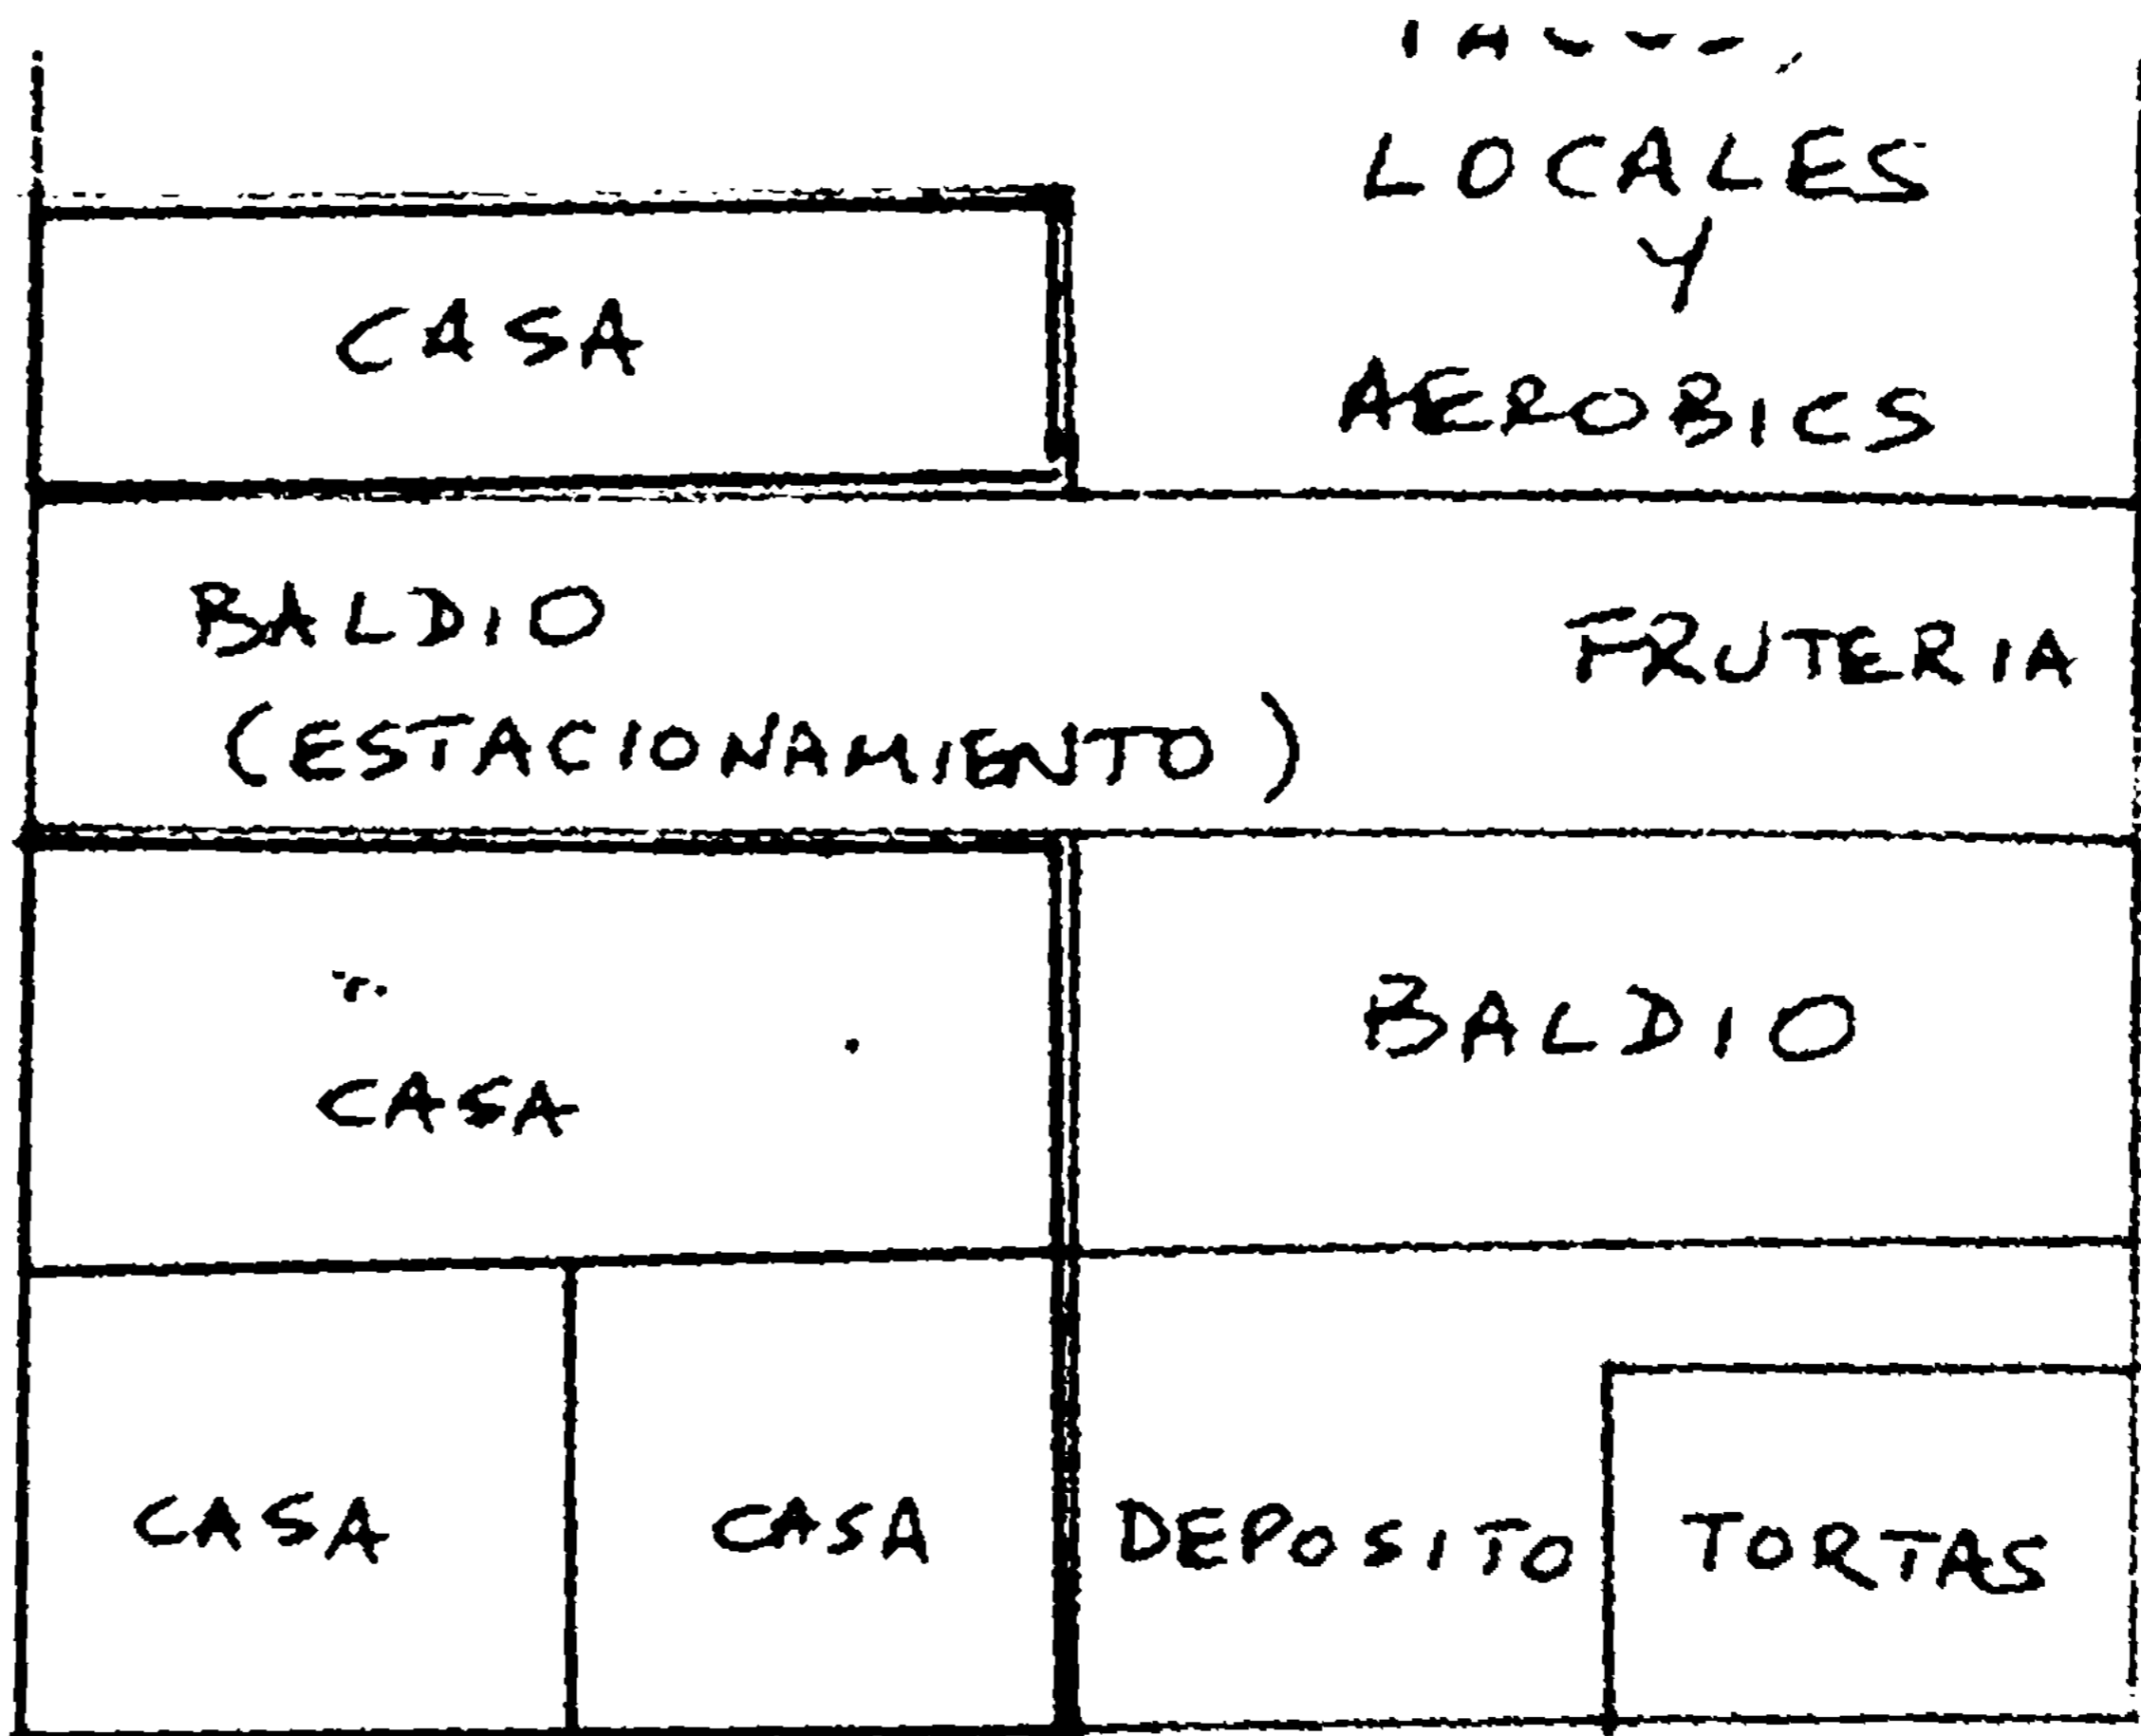 LOCALES
Y
CASA
AEROBICS
BALDIO
FRUTERIA
(ESTACIONAMIENTO)
BALDIO
CASA
CASA
CASA
DEPOSITO
TORTAS